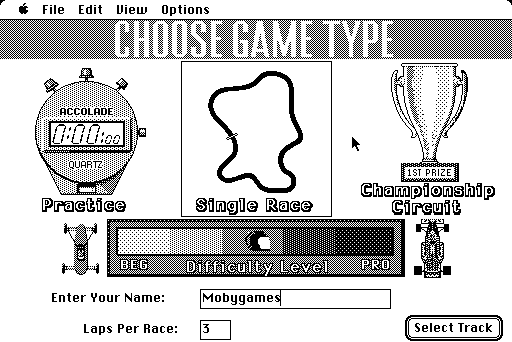 File Edit View Options
CHOOSE GAME TYPE
ACCOLADE
0:00:00
QUARTZ
1ST PRIZE
Practice
Single Race
Championship
Circuit
BEG
Difficulty Level
PRO
Enter Your Name: Mobygames
Laps Per Race: 3
Select Track